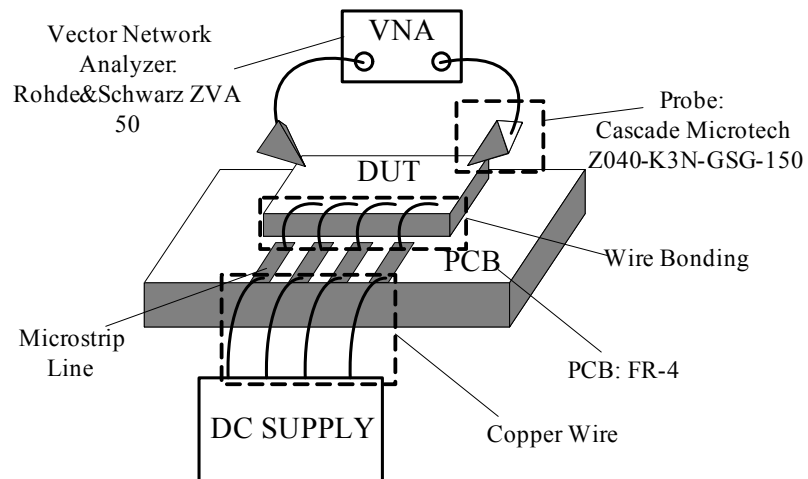 Vector Network
Analyzer:
Rohde&Schwarz ZVA
50
VNA
Probe:
Cascade Microtech
Z040-K3N-GSG-150
DUT
Wire Bonding
PCB
Microstrip
Line
PCB: FR-4
DC SUPPLY
Copper Wire